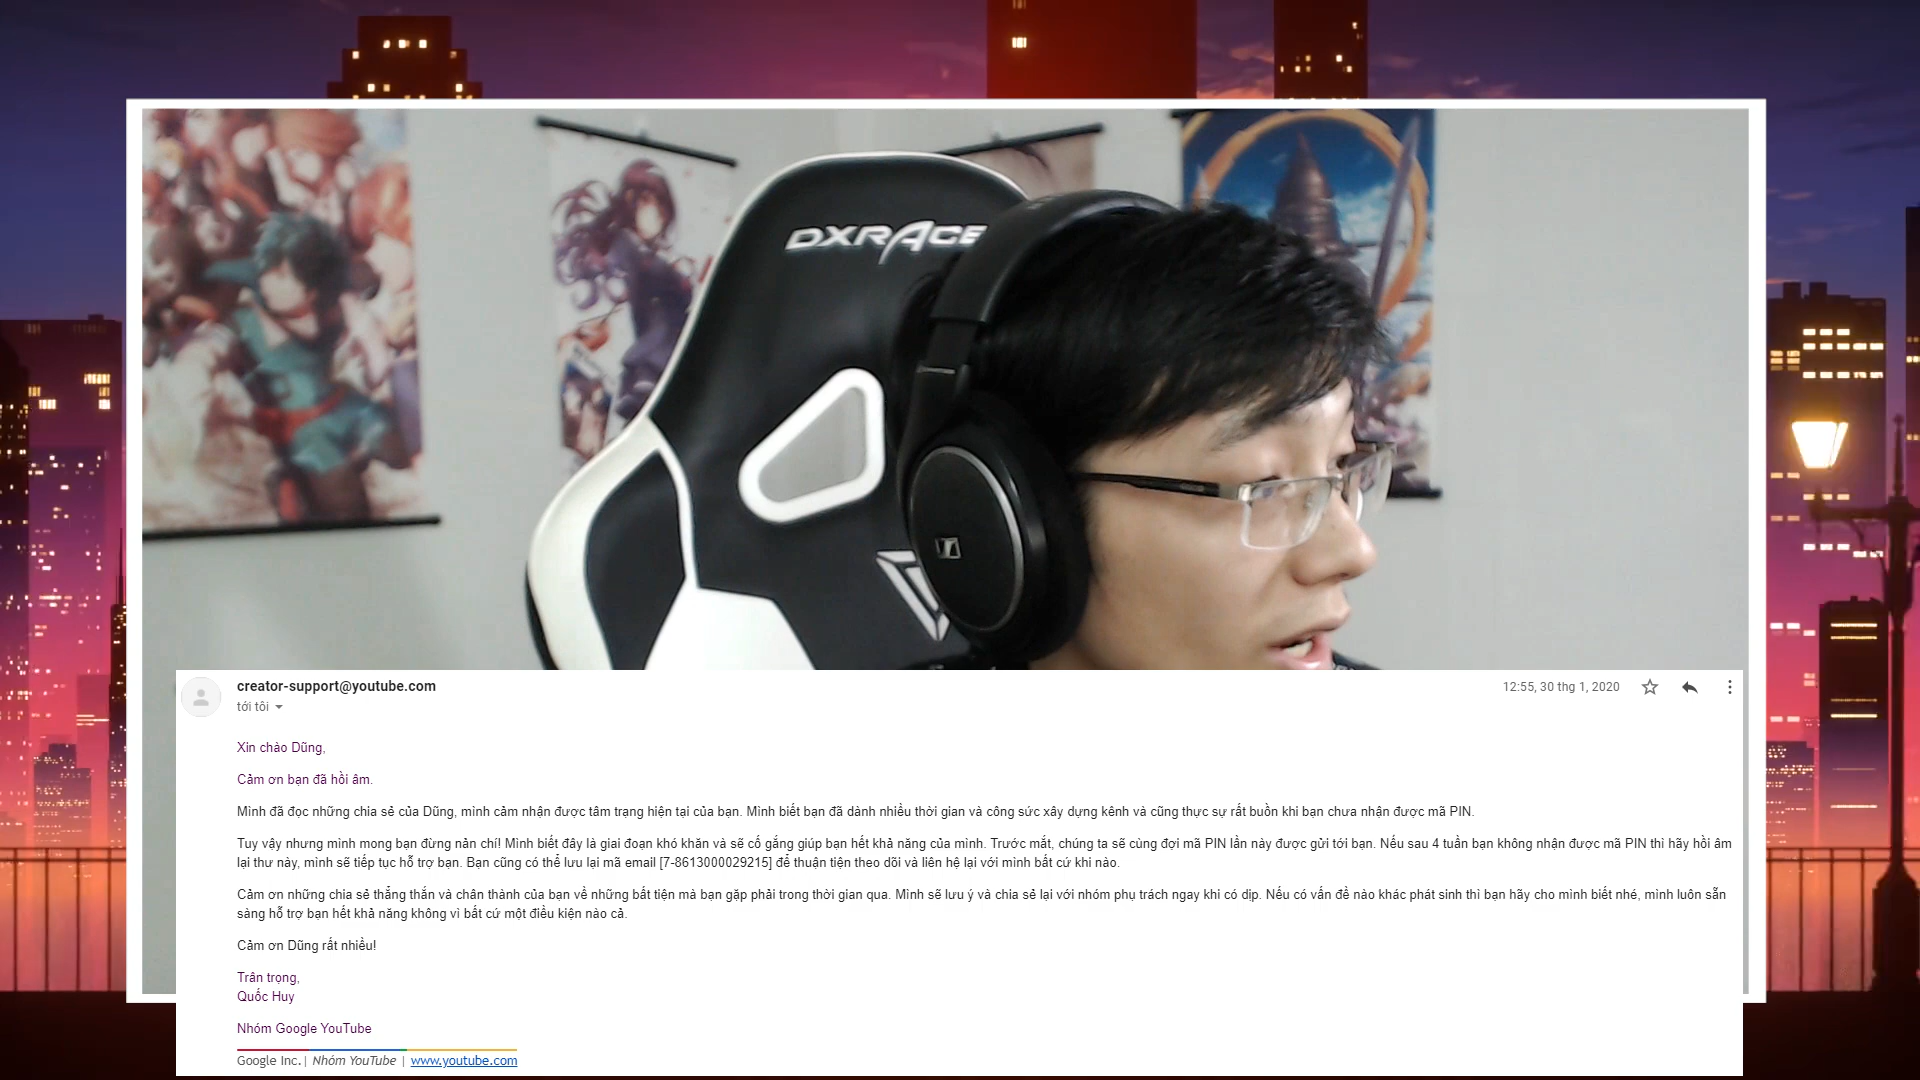 DXRACE
creator-support@youtube.com
12:55, 30 thg 1, 2020
tới tôi
Xin chào Dũng,
Cảm ơn bạn đã hồi âm.
Mình đã đọc những chia sẻ của Dũng, mình cảm nhận được tâm trạng hiện tại của bạn. Mình biết bạn đã dành nhiều thời gian và công sức xây dựng kênh và cũng thực sự rất buồn khi bạn chưa nhận được mã PIN.
Tuy vậy nhưng mình mong bạn đừng nản chí! Mình biết đây là giai đoạn khó khăn và sẽ cố gắng giúp bạn hết khả năng của mình. Trước mắt, chúng ta sẽ cùng đợi mã PIN lần này được gửi tới bạn. Nếu sau 4 tuần bạn không nhận được mã PIN thì hãy hồi âm
lại thư này, mình sẽ tiếp tục hỗ trợ bạn. Bạn cũng có thể lưu lại mã email [7-8613000029215] để thuận tiện theo dõi và liên hệ lại với mình bất cứ khi nào.
Cảm ơn những chia sẻ thẳng thắn và chân thành của bạn về những bất tiện mà bạn gặp phải trong thời gian qua. Mình sẽ lưu ý và chia sẻ lại với nhóm phụ trách ngay khi có dịp. Nếu có vấn đề nào khác phát sinh thì bạn hãy cho mình biết nhé, mình luôn sẵn
sàng hỗ trợ bạn hết khả năng không vì bất cứ một điều kiện nào cả.
Cảm ơn Dũng rất nhiều!
Trân trọng,
Quốc Huy
Nhóm Google YouTube
Google Inc. | Nhóm YouTube | www.youtube.com